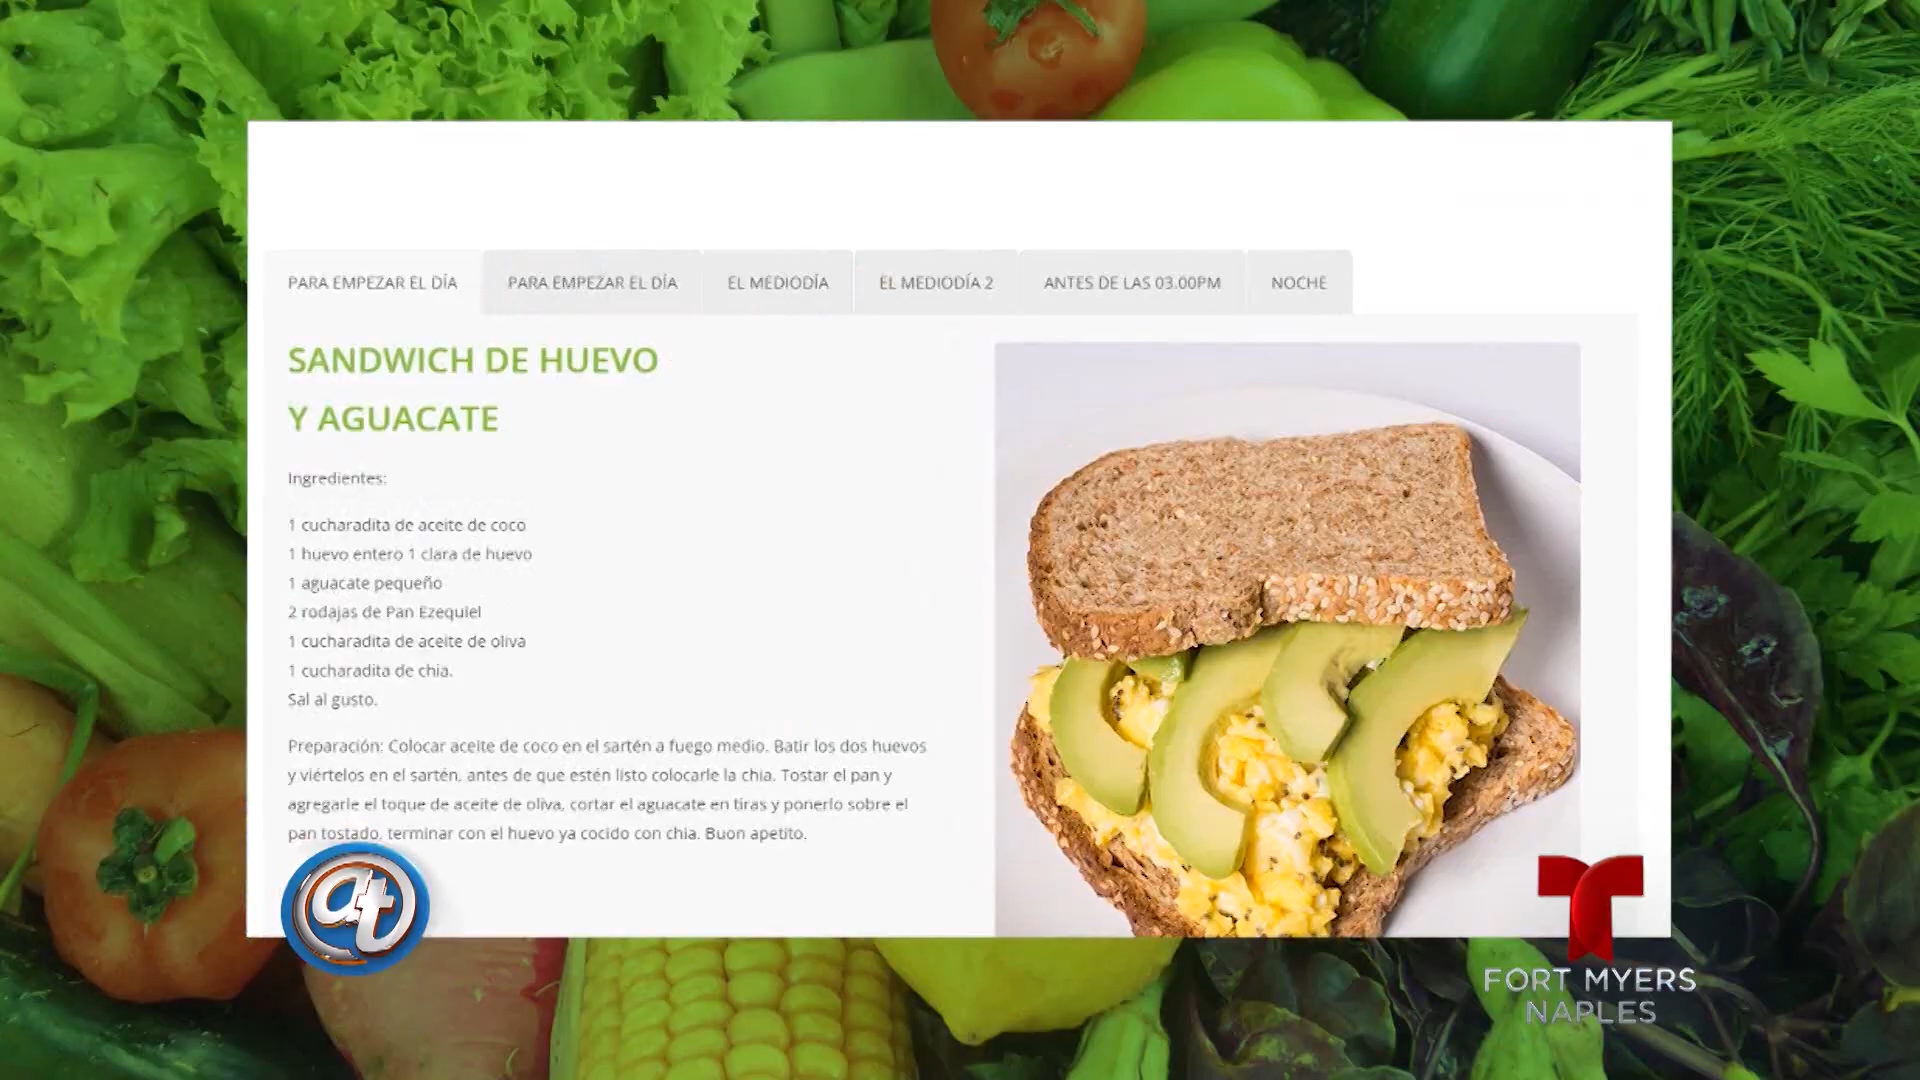 PARA EMPEZAR EL DÍA
PARA EMPEZAR EL DÍA
EL MEDIODÍA
EL MEDIODÍA 2
ANTES DE LAS 03.00PM
NOCHE
SANDWICH DE HUEVO
Y AGUACATE
Ingredientes:
1 cucharadita de aceite de coco
1 huevo entero 1 clara de huevo
1 aguacate pequeño
2 rodajas de Pan Ezequiel
1 cucharadita de aceite de oliva
1 cucharadita de chia.
Sal al gusto.
Preparación: Colocar aceite de coco en el sartén a fuego medio. Batir los dos huevos
y viértelos en el sartén, antes de que estén listo colocarle la chia. Tostar el pan y
agregarle el toque de aceite de oliva, cortar el aguacate en tiras y ponerlo sobre el
pan tostado, terminar con el huevo ya cocido con chia. Buon apetito.
at
T
FORT MYERS
NAPLES